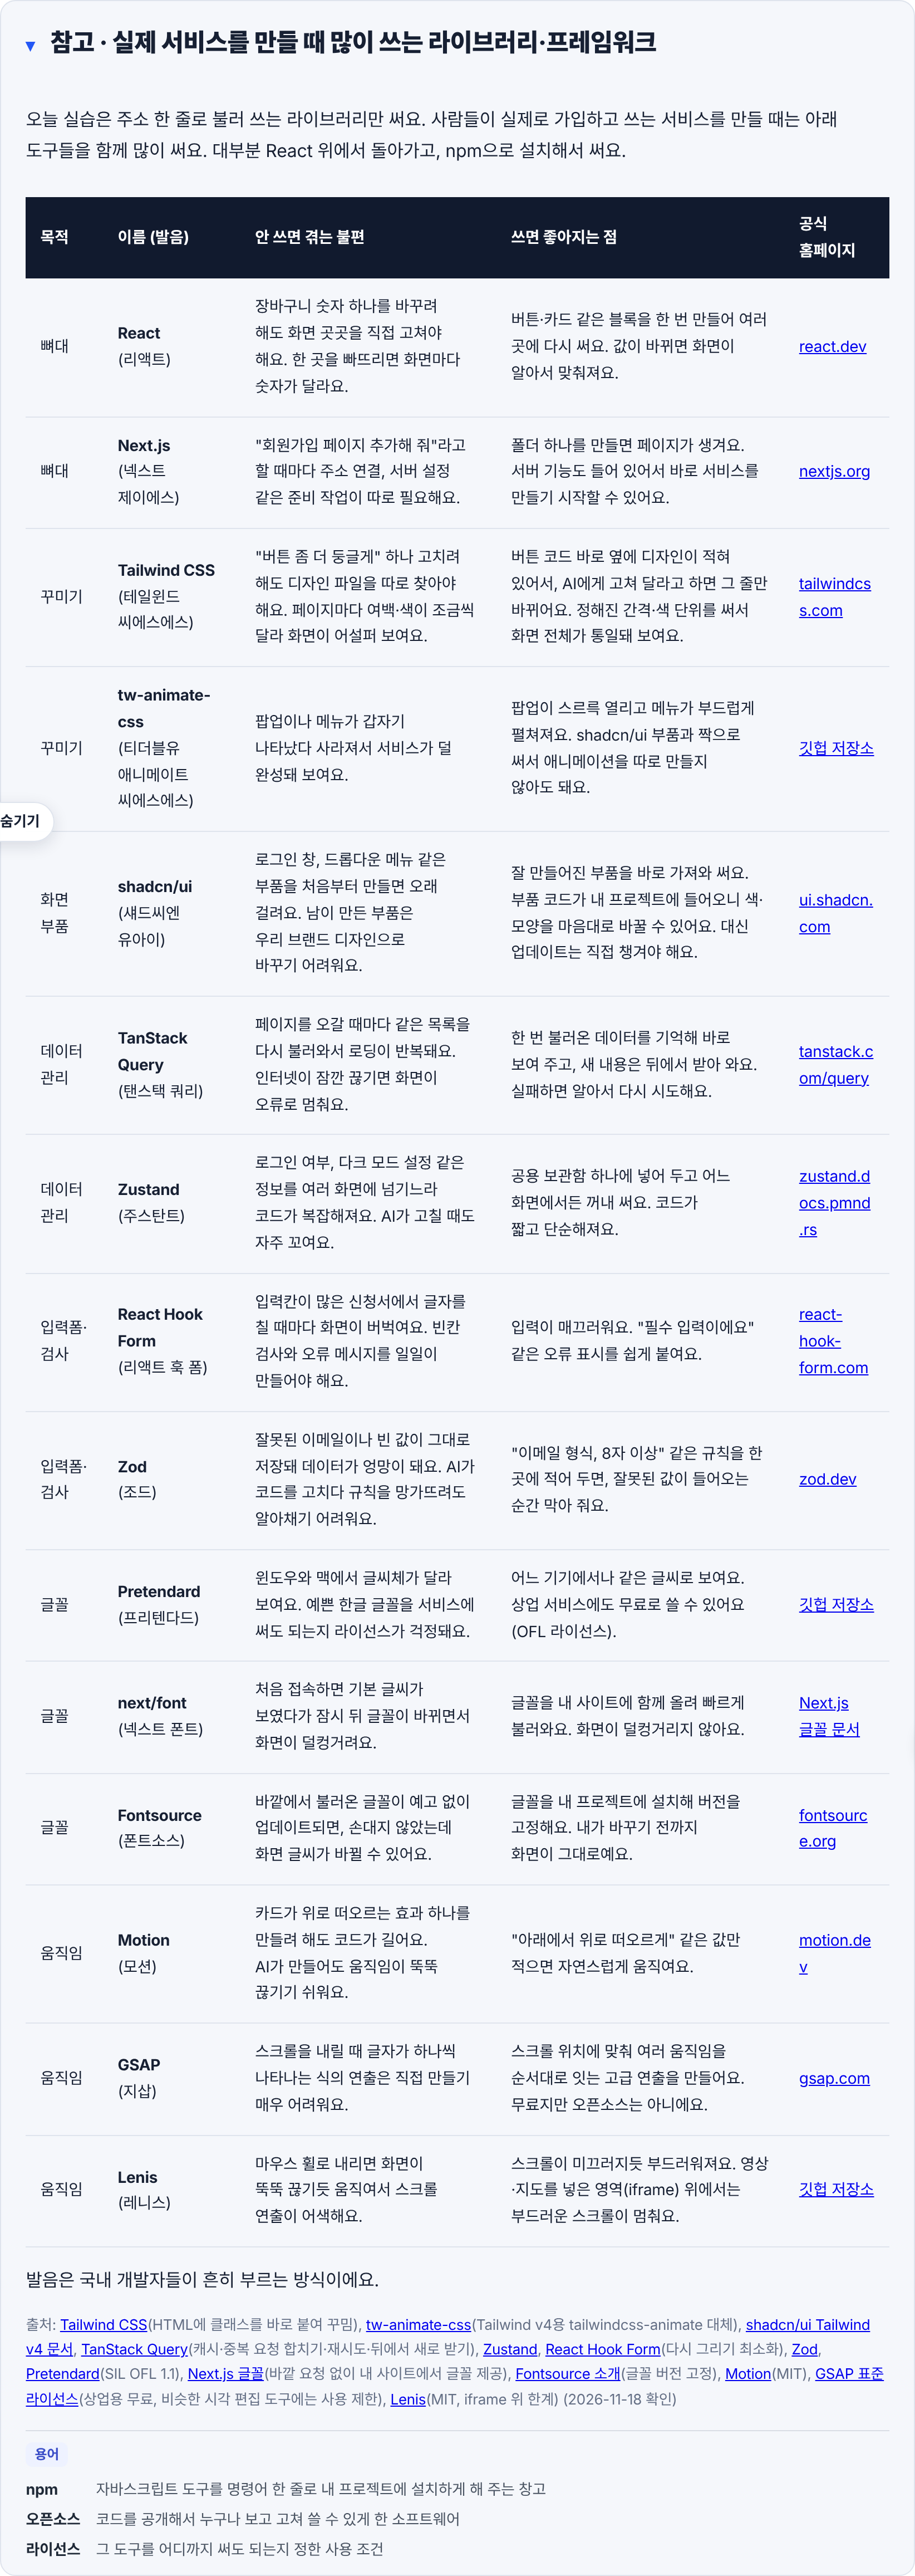 ▼ 참고 · 실제 서비스를 만들 때 많이 쓰는 라이브러리·프레임워크
오늘 실습은 주소 한 줄로 불러 쓰는 라이브러리만 써요. 사람들이 실제로 가입하고 쓰는 서비스를 만들 때는 아래
도구들을 함께 많이 써요. 대부분 React 위에서 돌아가고, npm으로 설치해서 써요.
목적
이름 (발음)
안 쓰면 겪는 불편
쓰면 좋아지는 점
공식
홈페이지
뼈대
React
(리액트)
장바구니 숫자 하나를 바꾸려
해도 화면 곳곳을 직접 고쳐야
해요. 한 곳을 빠뜨리면 화면마다
숫자가 달라요.
버튼·카드 같은 블록을 한 번 만들어 여러
곳에 다시 써요. 값이 바뀌면 화면이
알아서 맞춰져요.
react.dev
뼈대
Next.js
(넥스트
제이에스)
"회원가입 페이지 추가해 줘"라고
할 때마다 주소 연결, 서버 설정
같은 준비 작업이 따로 필요해요.
폴더 하나를 만들면 페이지가 생겨요.
서버 기능도 들어 있어서 바로 서비스를
만들기 시작할 수 있어요.
nextjs.org
꾸미기
Tailwind CSS
(테일윈드
씨에스에스)
"버튼 좀 더 둥글게" 하나 고치려
해도 디자인 파일을 따로 찾아야
해요. 페이지마다 여백·색이 조금씩
달라 화면이 어설퍼 보여요.
버튼 코드 바로 옆에 디자인이 적혀
있어서, AI에게 고쳐 달라고 하면 그 줄만
바뀌어요. 정해진 간격·색 단위를 써서
화면 전체가 통일돼 보여요.
tailwindcs
s.com
꾸미기
tw-animate-
css
(티더블유
애니메이트
씨에스에스)
팝업이나 메뉴가 갑자기
나타났다 사라져서 서비스가 덜
완성돼 보여요.
팝업이 스르륵 열리고 메뉴가 부드럽게
펼쳐져요. shadcn/ui 부품과 짝으로
써서 애니메이션을 따로 만들지
않아도 돼요.
깃헙 저장소
숨기기
화면
부품
shadcn/ui
(섀드씨엔
유아이)
로그인 창, 드롭다운 메뉴 같은
부품을 처음부터 만들면 오래
걸려요. 남이 만든 부품은
우리 브랜드 디자인으로
바꾸기 어려워요.
잘 만들어진 부품을 바로 가져와 써요.
부품 코드가 내 프로젝트에 들어오니 색·
모양을 마음대로 바꿀 수 있어요. 대신
업데이트는 직접 챙겨야 해요.
ui.shadcn.
com
데이터
관리
TanStack
Query
(탠스택 쿼리)
페이지를 오갈 때마다 같은 목록을
다시 불러와서 로딩이 반복돼요.
인터넷이 잠깐 끊기면 화면이
오류로 멈춰요.
한 번 불러온 데이터를 기억해 바로
보여 주고, 새 내용은 뒤에서 받아 와요.
실패하면 알아서 다시 시도해요.
tanstack.c
om/query
데이터
관리
Zustand
(주스탄트)
로그인 여부, 다크 모드 설정 같은
정보를 여러 화면에 넘기느라
코드가 복잡해져요. AI가 고칠 때도
자주 꼬여요.
공용 보관함 하나에 넣어 두고 어느
화면에서든 꺼내 써요. 코드가
짧고 단순해져요.
zustand.d
ocs.pmnd
.rs
입력폼·
검사
React Hook
Form
(리액트 훅 폼)
입력칸이 많은 신청서에서 글자를
칠 때마다 화면이 버벅여요. 빈칸
검사와 오류 메시지를 일일이
만들어야 해요.
입력이 매끄러워요. "필수 입력이에요"
같은 오류 표시를 쉽게 붙여요.
react-
hook-
form.com
입력폼·
검사
Zod
(조드)
잘못된 이메일이나 빈 값이 그대로
저장돼 데이터가 엉망이 돼요. AI가
코드를 고치다 규칙을 망가뜨려도
알아채기 어려워요.
"이메일 형식, 8자 이상" 같은 규칙을 한
곳에 적어 두면, 잘못된 값이 들어오는
순간 막아 줘요.
zod.dev
글꼴
Pretendard
(프리텐다드)
윈도우와 맥에서 글씨체가 달라
보여요. 예쁜 한글 글꼴을 서비스에
써도 되는지 라이선스가 걱정돼요.
어느 기기에서나 같은 글씨로 보여요.
상업 서비스에도 무료로 쓸 수 있어요
(OFL 라이선스).
깃헙 저장소
글꼴
next/font
(넥스트 폰트)
처음 접속하면 기본 글씨가
보였다가 잠시 뒤 글꼴이 바뀌면서
화면이 덜컹거려요.
글꼴을 내 사이트에 함께 올려 빠르게
불러와요. 화면이 덜컹거리지 않아요.
Next.js
글꼴 문서
글꼴
Fontsource
(폰트소스)
바깥에서 불러온 글꼴이 예고 없이
업데이트되면, 손대지 않았는데
화면 글씨가 바뀔 수 있어요.
글꼴을 내 프로젝트에 설치해 버전을
고정해요. 내가 바꾸기 전까지
화면이 그대로예요.
fontsourc
e.org
움직임
Motion
(모션)
카드가 위로 떠오르는 효과 하나를
만들려 해도 코드가 길어요.
AI가 만들어도 움직임이 뚝뚝
끊기기 쉬워요.
"아래에서 위로 떠오르게" 같은 값만
적으면 자연스럽게 움직여요.
motion.de
v
움직임
GSAP
(지삽)
스크롤을 내릴 때 글자가 하나씩
나타나는 식의 연출은 직접 만들기
매우 어려워요.
스크롤 위치에 맞춰 여러 움직임을
순서대로 잇는 고급 연출을 만들어요.
무료지만 오픈소스는 아니에요.
gsap.com
움직임
Lenis
(레니스)
마우스 휠로 내리면 화면이
뚝뚝 끊기듯 움직여서 스크롤
연출이 어색해요.
스크롤이 미끄러지듯 부드러워져요. 영상
·지도를 넣은 영역(iframe) 위에서는
부드러운 스크롤이 멈춰요.
깃헙 저장소
발음은 국내 개발자들이 흔히 부르는 방식이에요.
출처: Tailwind CSS(HTML에 클래스를 바로 붙여 꾸밈), tw-animate-css(Tailwind v4용 tailwindcss-animate 대체), shadcn/ui Tailwind
v4 문서, TanStack Query(캐시·중복 요청 합치기·재시도·뒤에서 새로 받기), Zustand, React Hook Form(다시 그리기 최소화), Zod,
Pretendard(SIL OFL 1.1), Next.js 글꼴(바깥 요청 없이 내 사이트에서 글꼴 제공), Fontsource 소개(글꼴 버전 고정), Motion(MIT), GSAP 표준
라이선스(상업용 무료, 비슷한 시각 편집 도구에는 사용 제한), Lenis(MIT, iframe 위 한계) (2026-11-18 확인)
용어
npm 자바스크립트 도구를 명령어 한 줄로 내 프로젝트에 설치하게 해 주는 창고
오픈소스 코드를 공개해서 누구나 보고 고쳐 쓸 수 있게 한 소프트웨어
라이선스 그 도구를 어디까지 써도 되는지 정한 사용 조건